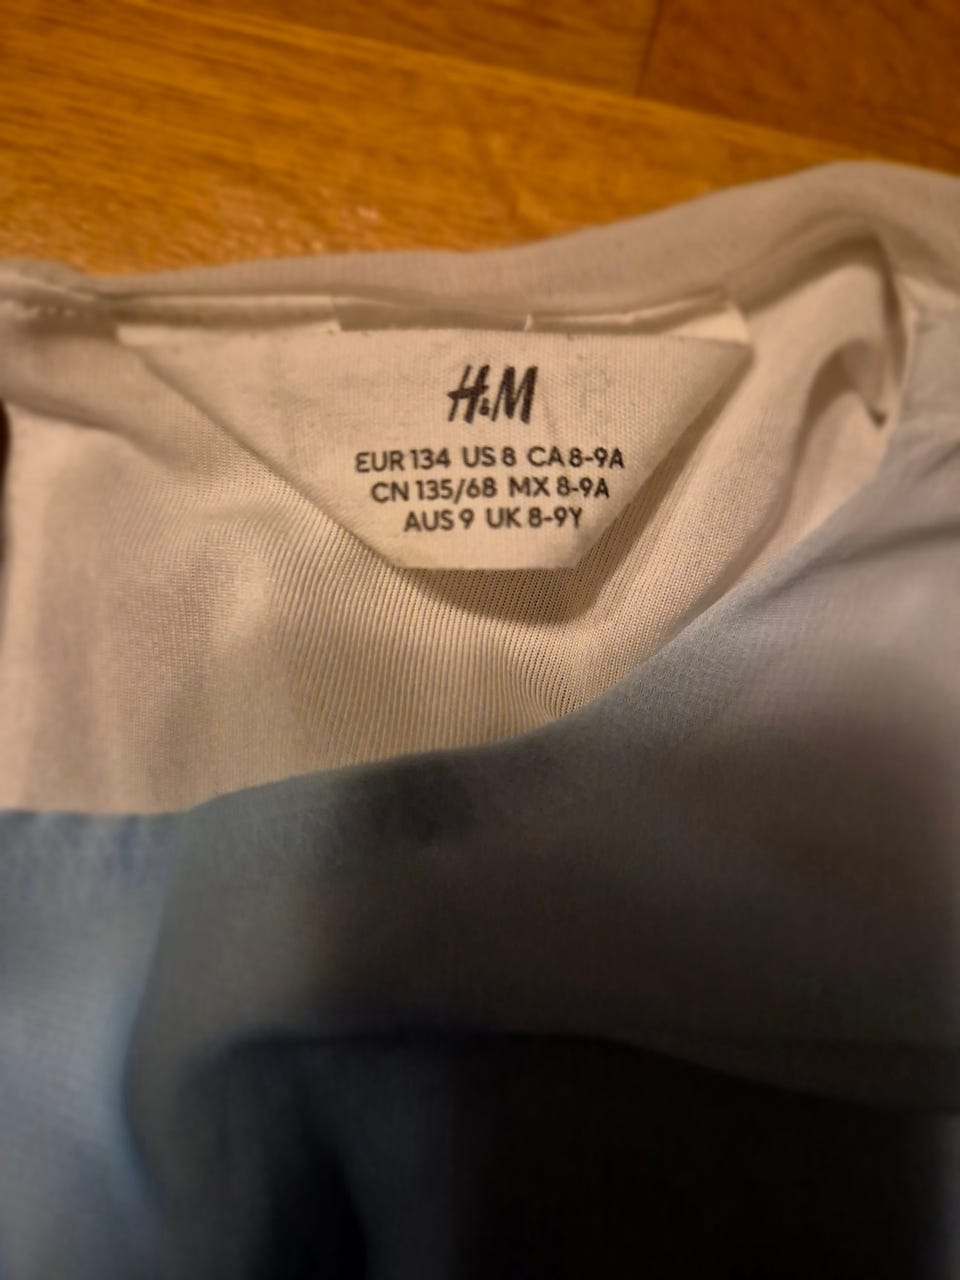 H&M
EUR 134 US 8 CA 8-9A
CN 135/68 MX 8-9A
AUS 9 UK 8-9Y